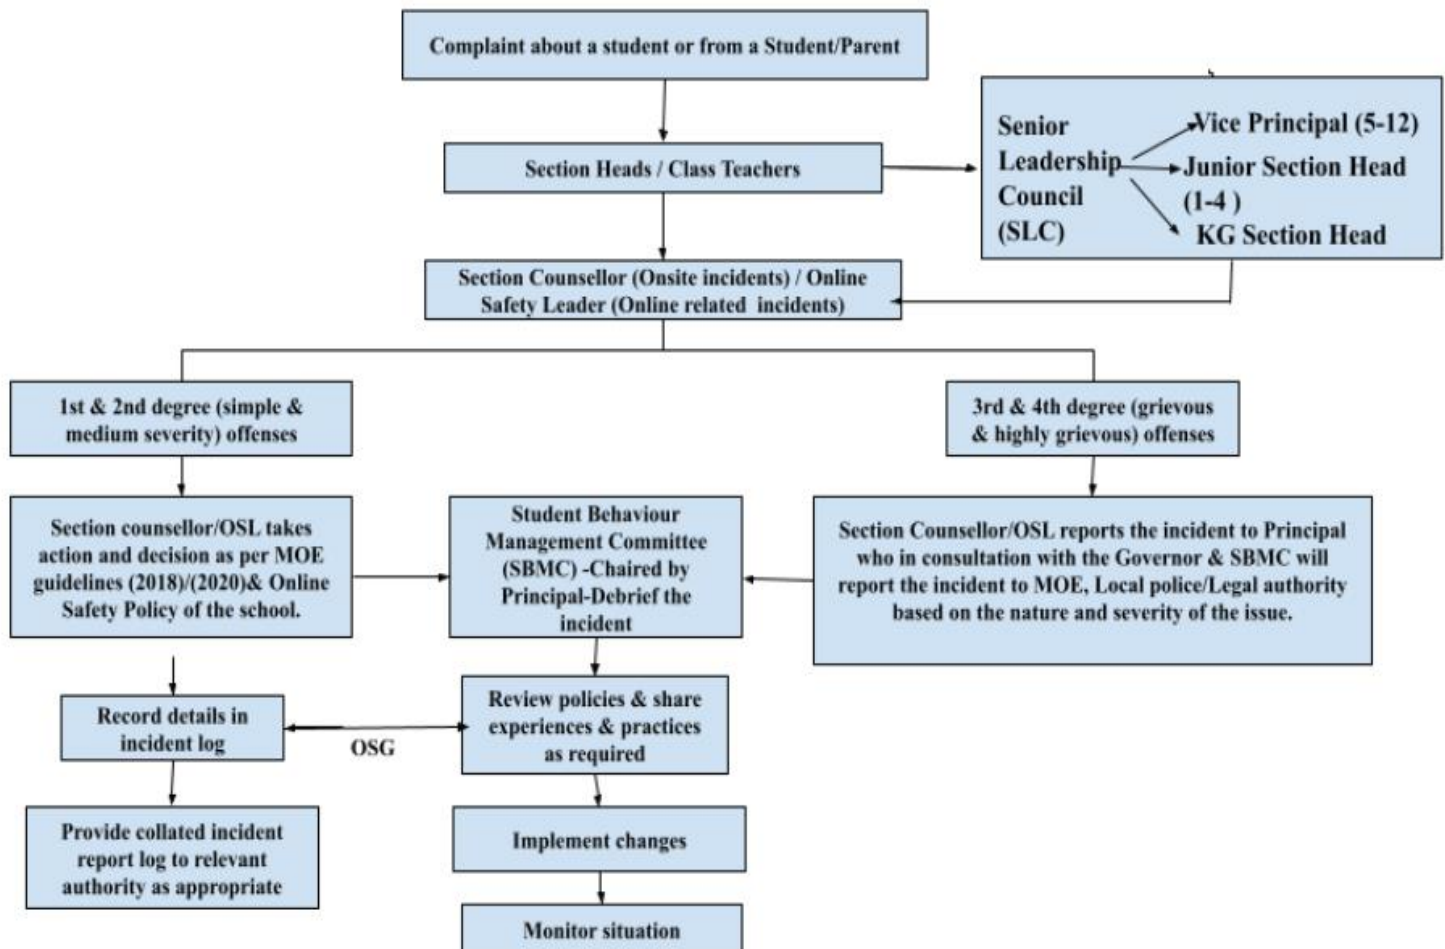 Complaint about a student or from a Student/Parent
Section Heads / Class Teachers
Senior
Leadership
Council
(SLC)
Vice Principal (5-12)
Junior Section Head
(1-4 )
KG Section Head
Section Counsellor (Onsite incidents) / Online
Safety Leader (Online related incidents)
1st & 2nd degree (simple &
medium severity) offenses
3rd & 4th degree (grievous
& highly grievous) offenses
Section counsellor/OSL takes
action and decision as per MOE
guidelines (2018)/(2020)& Online
Safety Policy of the school.
Student Behaviour
Management Committee
(SBMC) -Chaired by
Principal-Debrief the
incident
Section Counsellor/OSL reports the incident to Principal
who in consultation with the Governor & SBMC will
report the incident to MOE, Local police/Legal authority
based on the nature and severity of the issue.
Record details in
incident log
OSG
Review policies & share
experiences & practices
as required
Provide collated incident
report log to relevant
authority as appropriate
Implement changes
Monitor situation